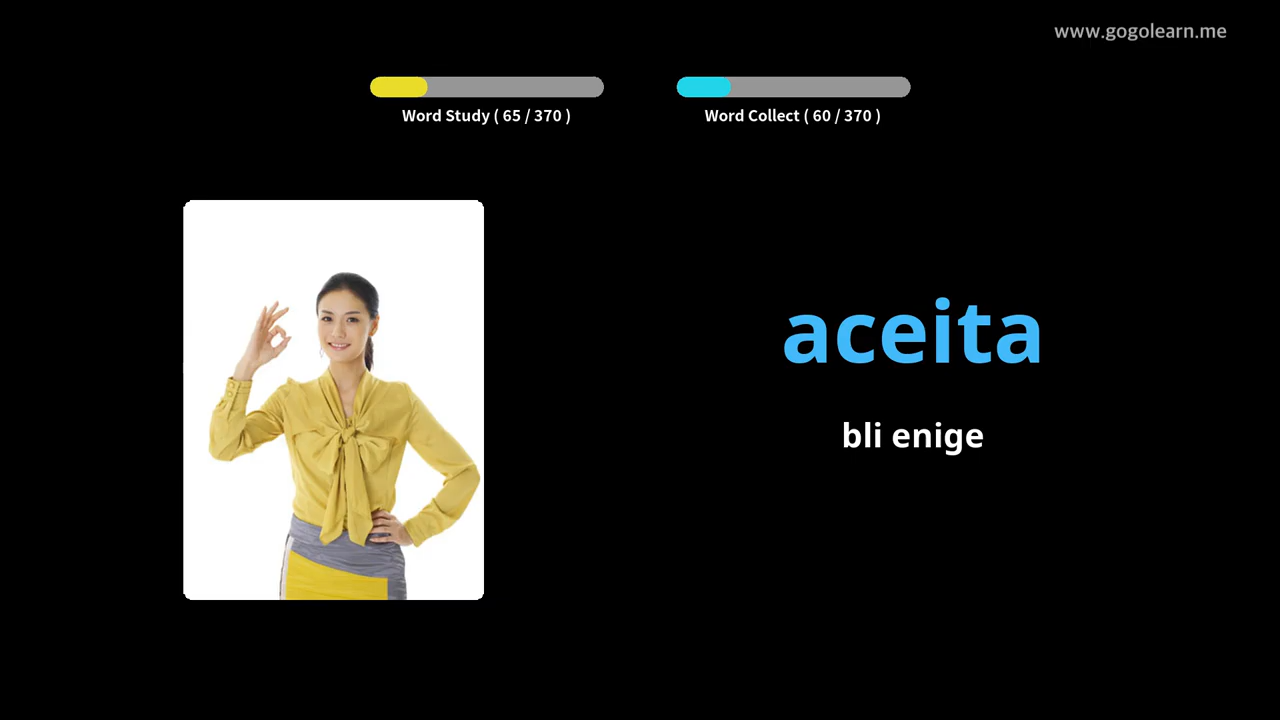 www.gogolearn.me
Word Study ( 65 / 370 )
Word Collect ( 60 / 370 )
aceita
bli enige